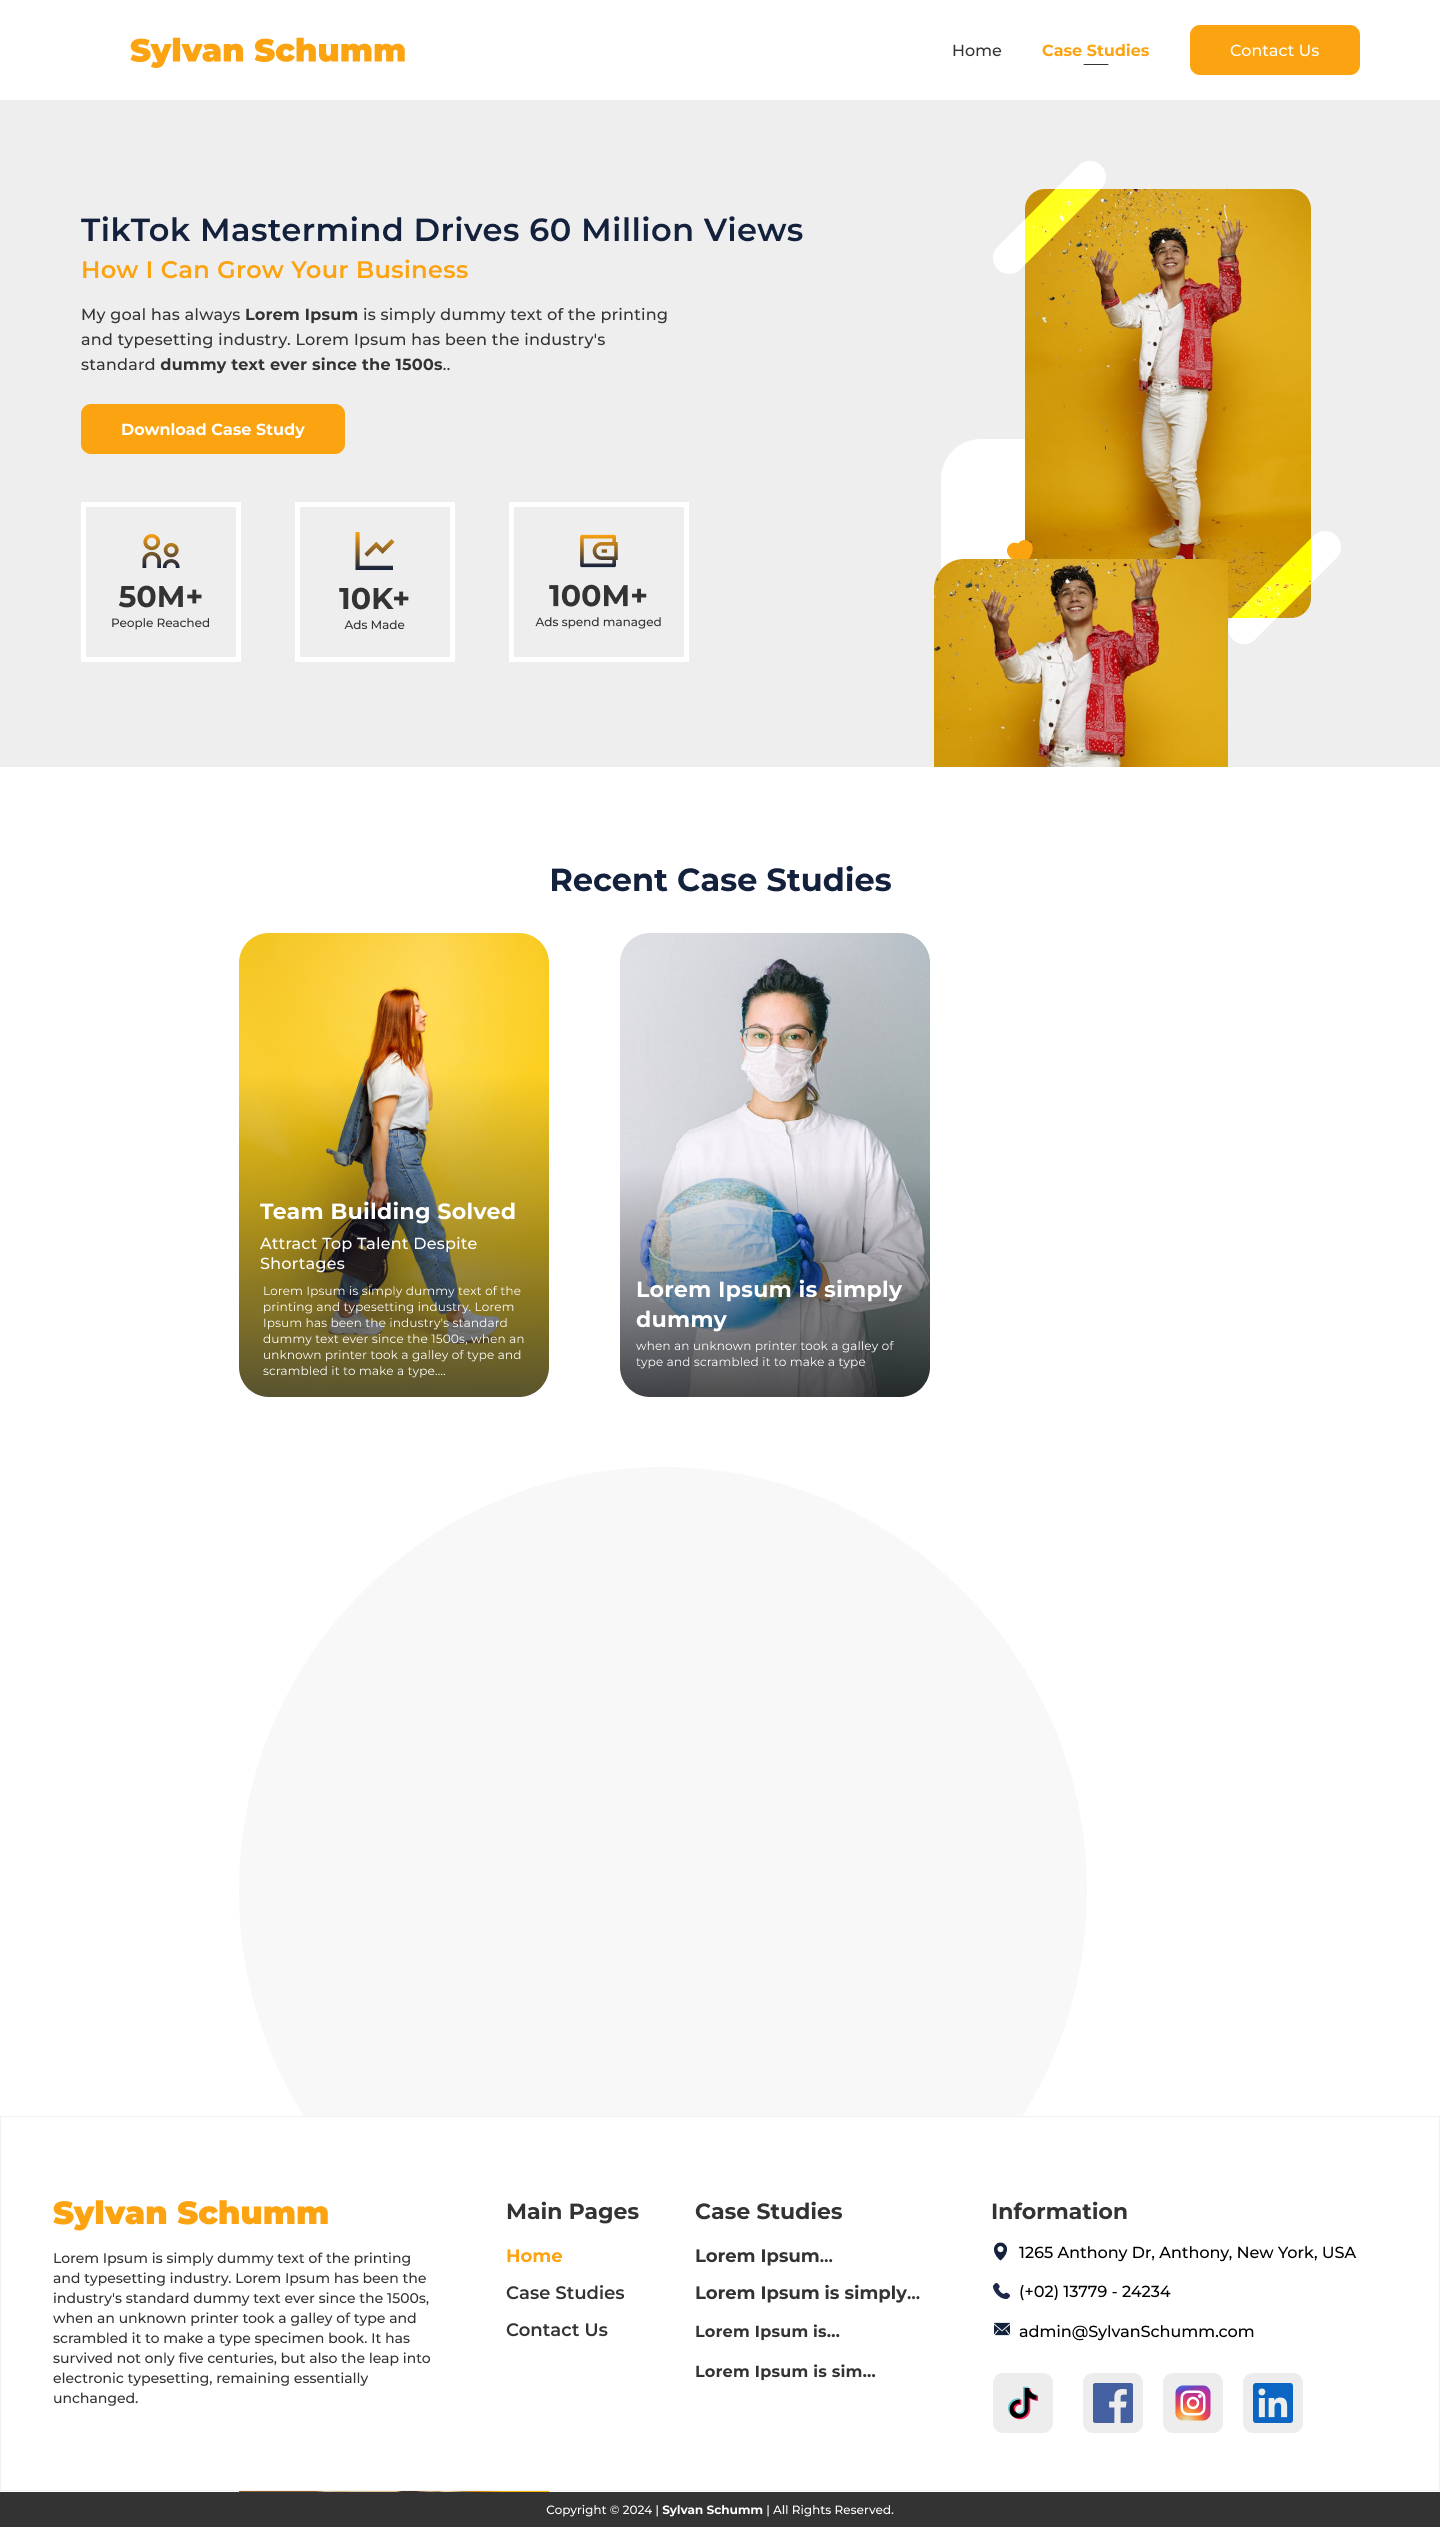 Sylvan Schumm
Home
Case Studies
Contact Us
TikTok Mastermind Drives 60 Million Views
How I Can Grow Your Business
My goal has always Lorem Ipsum is simply dummy text of the printing
and typesetting industry. Lorem Ipsum has been the industry's
standard dummy text ever since the 1500s..
Download Case Study
50M+
People Reached
10K+
Ads Made
100M+
Ads spend managed
Recent Case Studies
Team Building Solved
Attract Top Talent Despite
Shortages
Lorem Ipsum is simply dummy text of the
printing and typesetting industry. Lorem
Ipsum has been the industry's standard
dummy text ever since the 1500s, when an
unknown printer took a galley of type and
scrambled it to make a type....
Lorem Ipsum is simply
dummy
when an unknown printer took a galley of
type and scrambled it to make a type
Sylvan Schumm
Lorem Ipsum is simply dummy text of the printing
and typesetting industry. Lorem Ipsum has been the
industry's standard dummy text ever since the 1500s,
when an unknown printer took a galley of type and
scrambled it to make a type specimen book. It has
survived not only five centuries, but also the leap into
electronic typesetting, remaining essentially
unchanged.
Main Pages
Home
Case Studies
Contact Us
Case Studies
Lorem Ipsum...
Lorem Ipsum is simply...
Lorem Ipsum is...
Lorem Ipsum is sim...
Information
1265 Anthony Dr, Anthony, New York, USA
(+02) 13779 - 24234
admin@SylvanSchumm.com
Copyright © 2024 | Sylvan Schumm | All Rights Reserved.